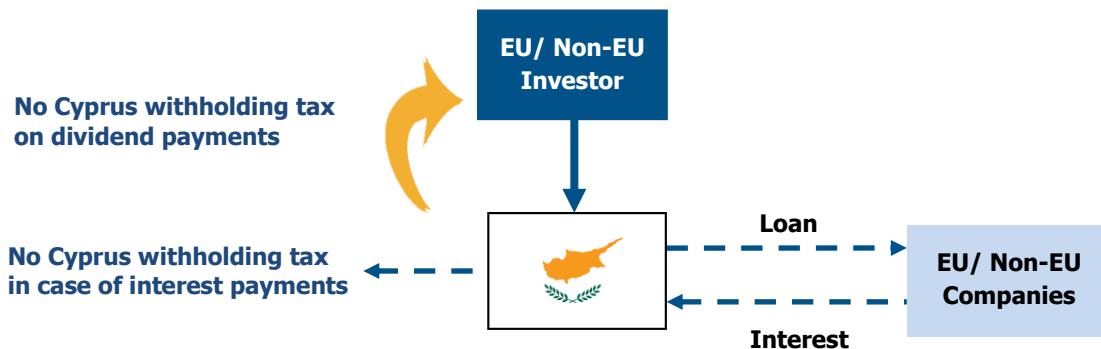 EU/ Non-EU
Investor
No Cyprus withholding tax
on dividend payments
Loan
No Cyprus withholding tax
in case of interest payments
EU/ Non-EU
Companies
Interest